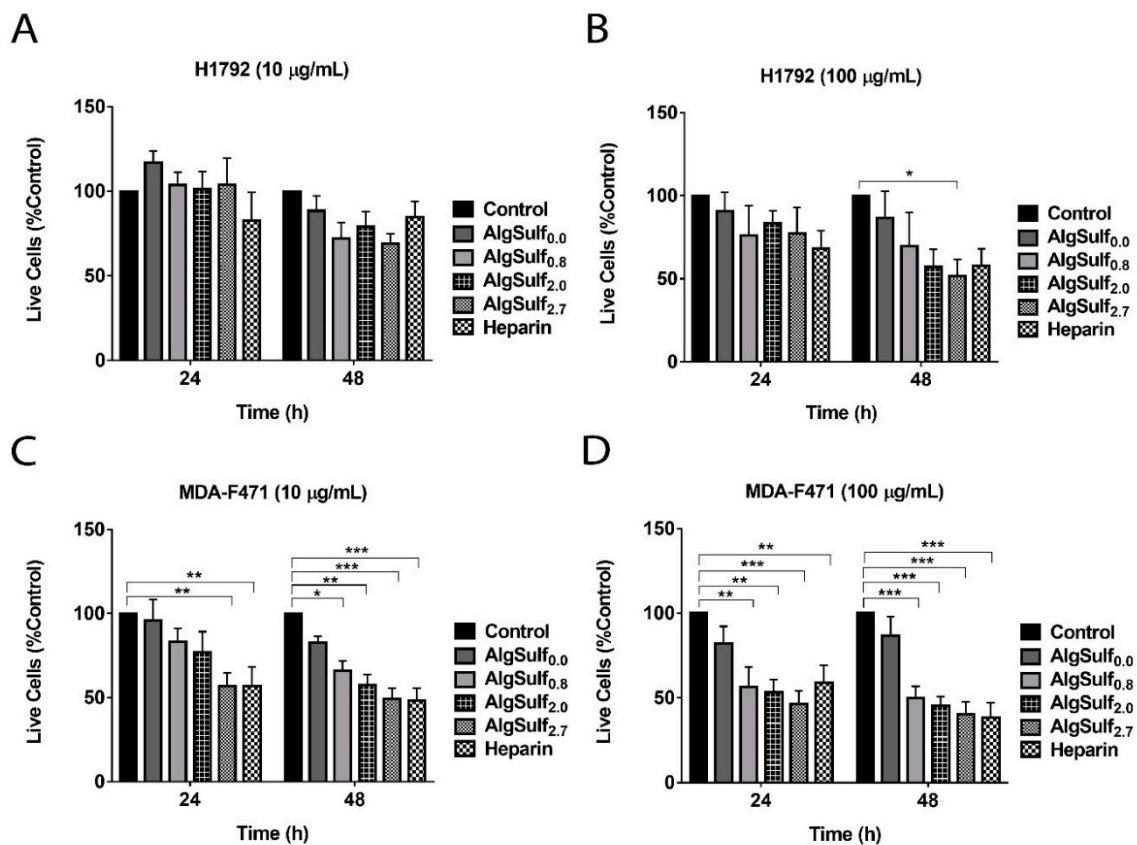 A
H1792 (10 μg/mL)
Live Cells (%Control)
150
100
50
0
24
48
Time (h)
Control
AlgSulf0.0
AlgSulf0.8
AlgSulf2.0
AlgSulf2.7
Heparin
B
H1792 (100 μg/mL)
Live Cells (%Control)
150
100
50
0
*
24
48
Time (h)
Control
AlgSulf0.0
AlgSulf0.8
AlgSulf2.0
AlgSulf2.7
Heparin
C
MDA-F471 (10 μg/mL)
Live Cells (%Control)
150
100
50
0
**
**
***
***
**
*
24
48
Time (h)
Control
AlgSulf0.0
AlgSulf0.8
AlgSulf2.0
AlgSulf2.7
Heparin
D
MDA-F471 (100 μg/mL)
Live Cells (%Control)
150
100
50
0
**
***
**
**
***
***
***
***
24
48
Time (h)
Control
AlgSulf0.0
AlgSulf0.8
AlgSulf2.0
AlgSulf2.7
Heparin